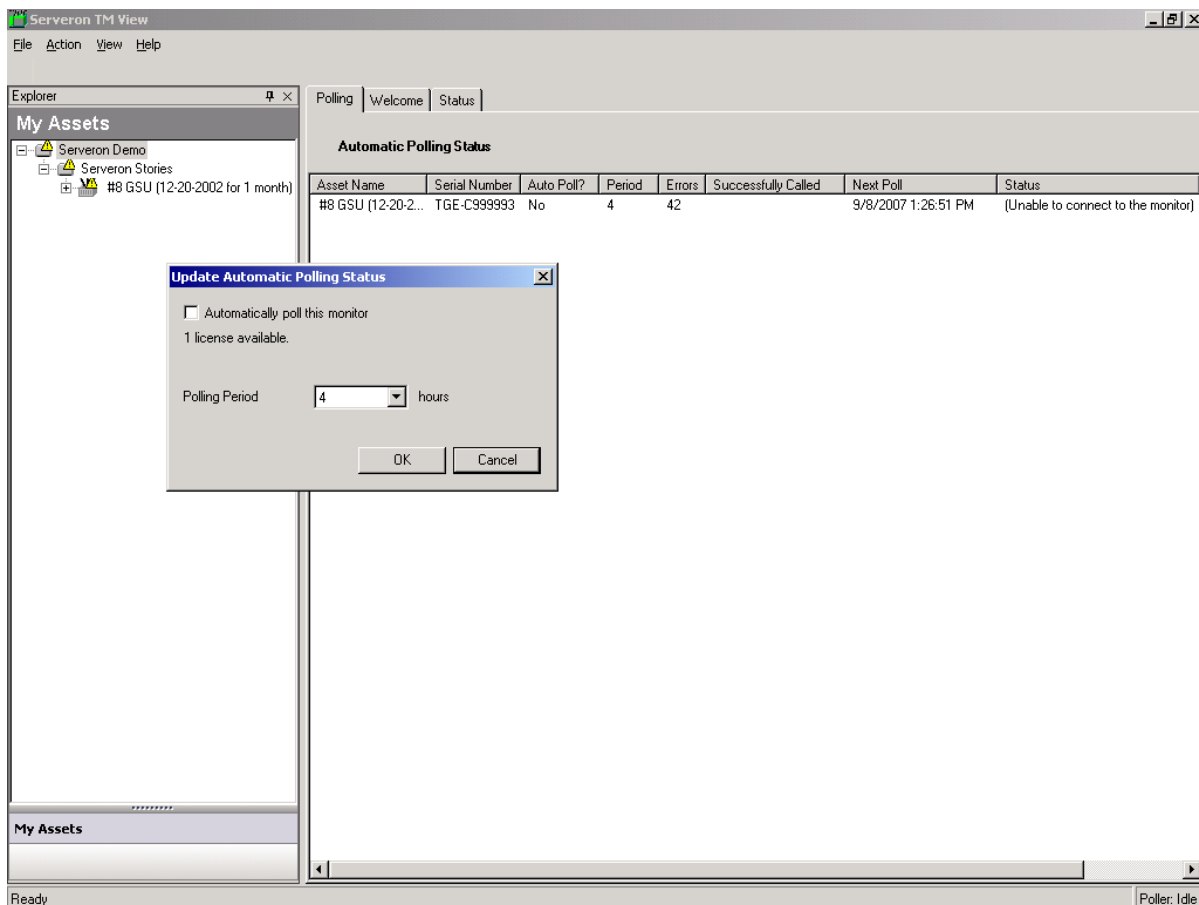 Serveron TM View
File Action View Help
Explorer
My Assets
Serveron Demo
Serveron Stories
#8 GSU (12-20-2002 for 1 month)
Polling Welcome Status
Automatic Polling Status
Asset Name Serial Number Auto Poll? Period Errors Successfully Called Next Poll Status
#8 GSU (12-20-2... TGE-C999993 No 4 42 9/8/2007 1:26:51 PM (Unable to connect to the monitor)
Update Automatic Polling Status
Automatically poll this monitor
1 license available.
Polling Period 4 hours
OK Cancel
My Assets
Ready Poller: Idle